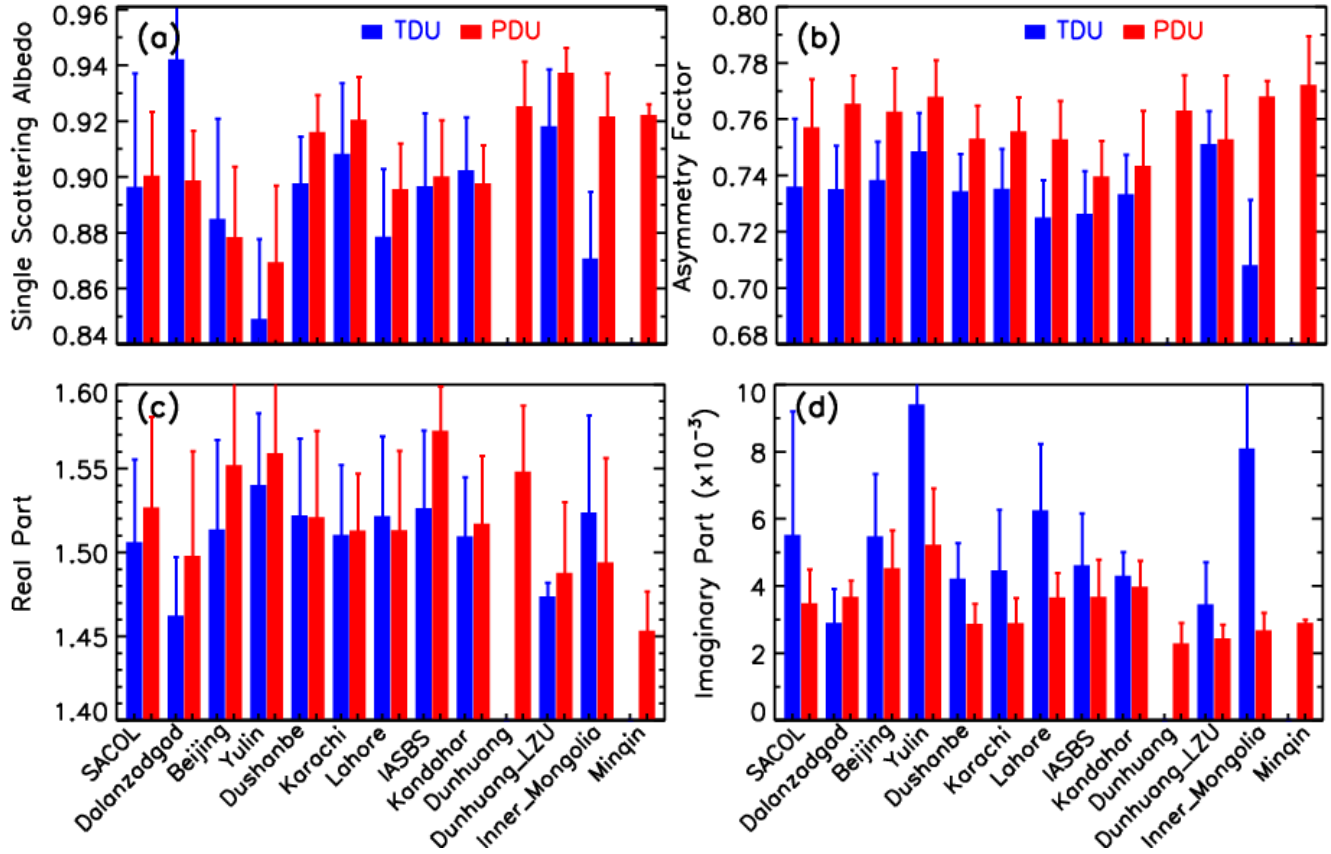 (a)
TDU PDU
Single Scattering Albedo
0.96
0.94
0.92
0.90
0.88
0.86
0.84
(b)
TDU PDU
Asymmetry Factor
0.80
0.78
0.76
0.74
0.72
0.70
0.68
(c)
Real Part
1.60
1.55
1.50
1.45
1.40
SACOL
Dalanzadgad
Beijing
Yulin
Dushanbe
Karachi
Lahore
IASBS
Kandahar
Dunhuang
Dunhuang_LZU
Inner_Mongolia
Minqin
(d)
Imaginary Part (×10⁻³)
10
8
6
4
2
0
SACOL
Dalanzadgad
Beijing
Yulin
Dushanbe
Karachi
Lahore
IASBS
Kandahar
Dunhuang
Dunhuang_LZU
Inner_Mongolia
Minqin